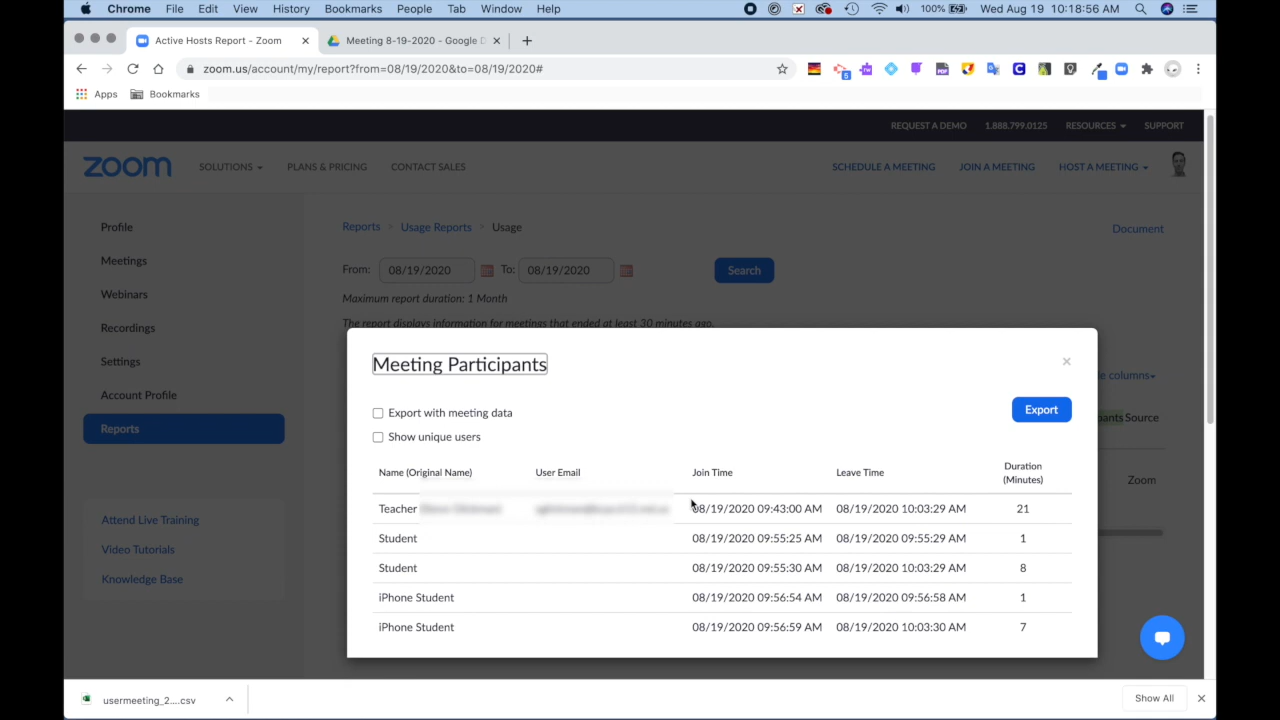 Chrome File Edit View History Bookmarks People Tab Window Help 100% Wed Aug 19 10:18:56 AM
Active Hosts Report - Zoom Meeting 8-19-2020 - Google D
zoom.us/account/my/report?from=08/19/2020&to=08/19/2020#
Apps Bookmarks
REQUEST A DEMO 1.888.799.0125 RESOURCES SUPPORT
zoom SOLUTIONS PLANS & PRICING CONTACT SALES SCHEDULE A MEETING JOIN A MEETING HOST A MEETING
Profile
Meetings
Webinars
Recordings
Settings
Account Profile
Reports
Attend Live Training
Video Tutorials
Knowledge Base
Reports > Usage Reports > Usage Document
From: 08/19/2020 To: 08/19/2020 Search
Maximum report duration: 1 Month
The report displays information for meetings that ended at least 30 minutes ago.
columns
Source
Zoom
Meeting Participants ×
Export with meeting data Export
Show unique users
Name (Original Name) User Email Join Time Leave Time Duration
(Minutes)
Teacher 08/19/2020 09:43:00 AM 08/19/2020 10:03:29 AM 21
Student 08/19/2020 09:55:25 AM 08/19/2020 09:55:29 AM 1
Student 08/19/2020 09:55:30 AM 08/19/2020 10:03:29 AM 8
iPhone Student 08/19/2020 09:56:54 AM 08/19/2020 09:56:58 AM 1
iPhone Student 08/19/2020 09:56:59 AM 08/19/2020 10:03:30 AM 7
usermeeting_2....csv Show All